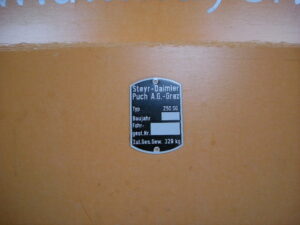 Steyr-Daimler
Puch A.G.-Graz
Typ 250 SG
Baujahr
Fahr-
gest.Nr
Zul.Ges.Gew. 328 kg